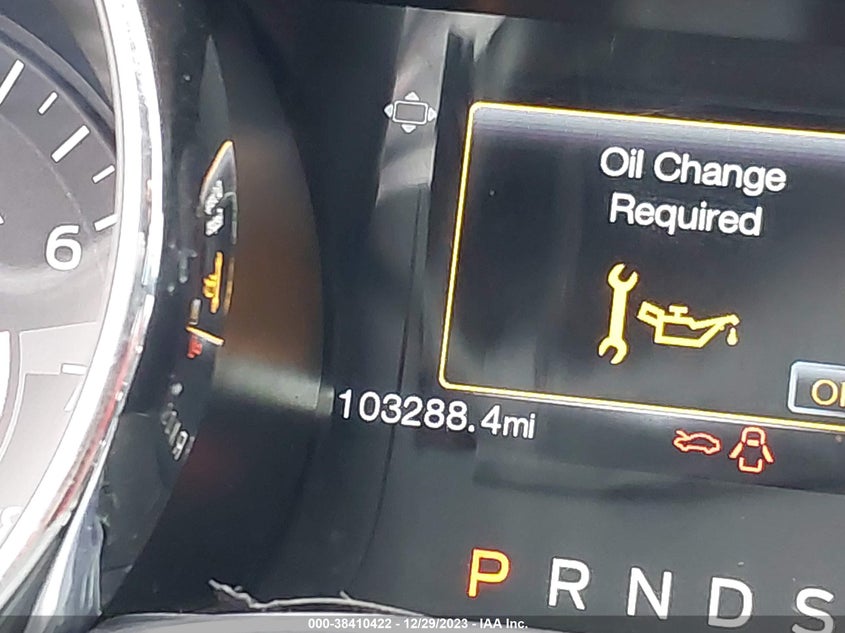 6
Oil Change
Required
103288.4mi
P R N D S
000-38410422 - 12/29/2023 - IAA Inc.